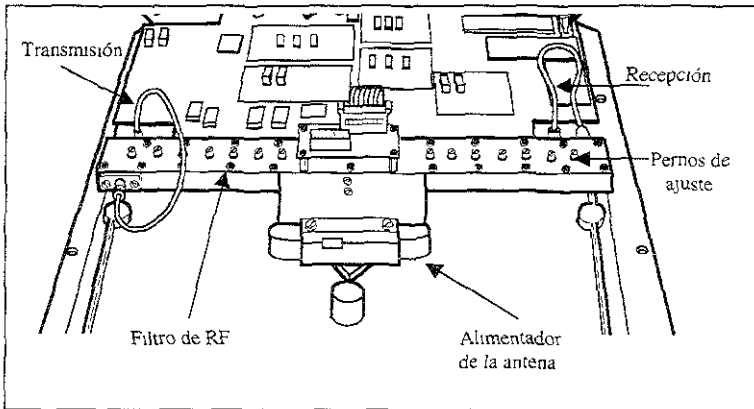 Transmisión
Recepción
Pernos de
ajuste
Filtro de RF
Alimentador
de la antena